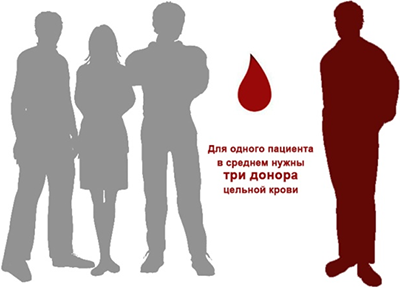 Для одного пациента
в среднем нужны
три донора
цельной крови